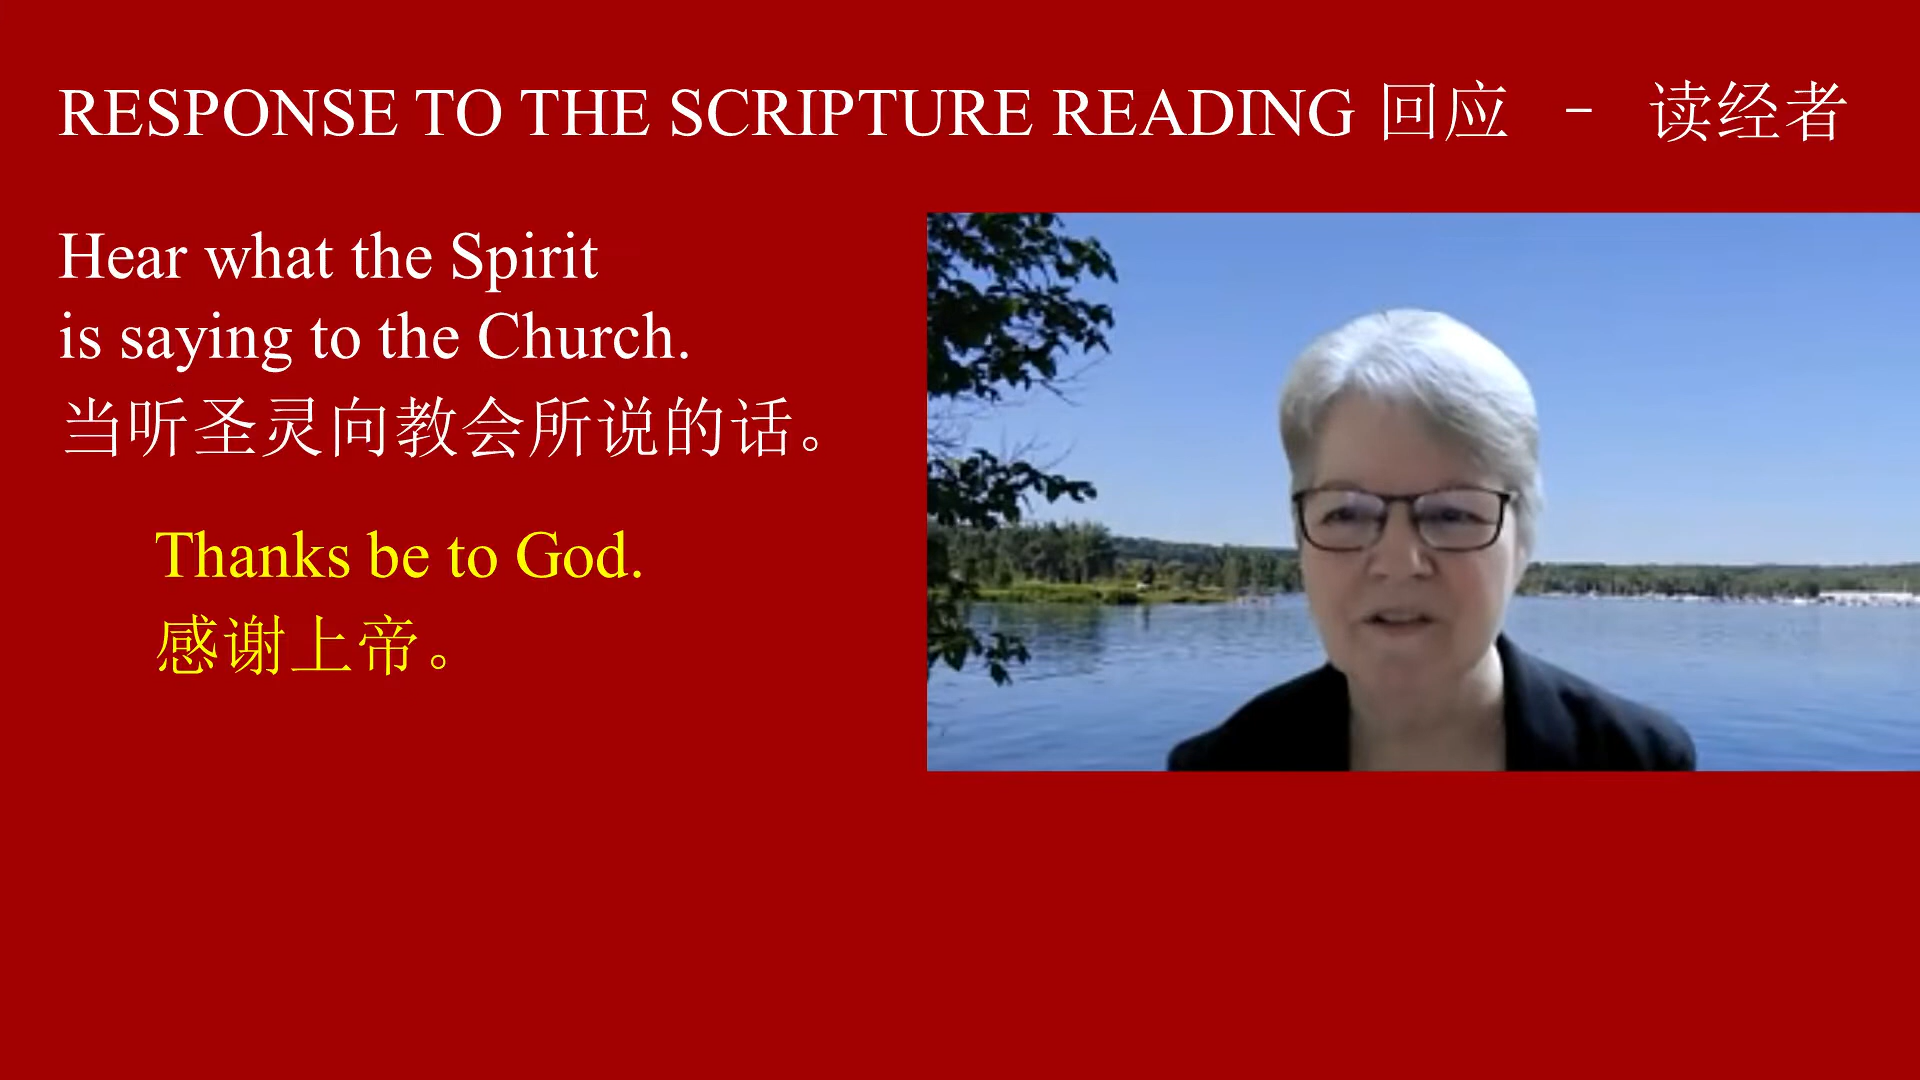 RESPONSE TO THE SCRIPTURE READING 回应 - 读经者
Hear what the Spirit
is saying to the Church.
当听圣灵向教会所说的话。
Thanks be to God.
感谢上帝。